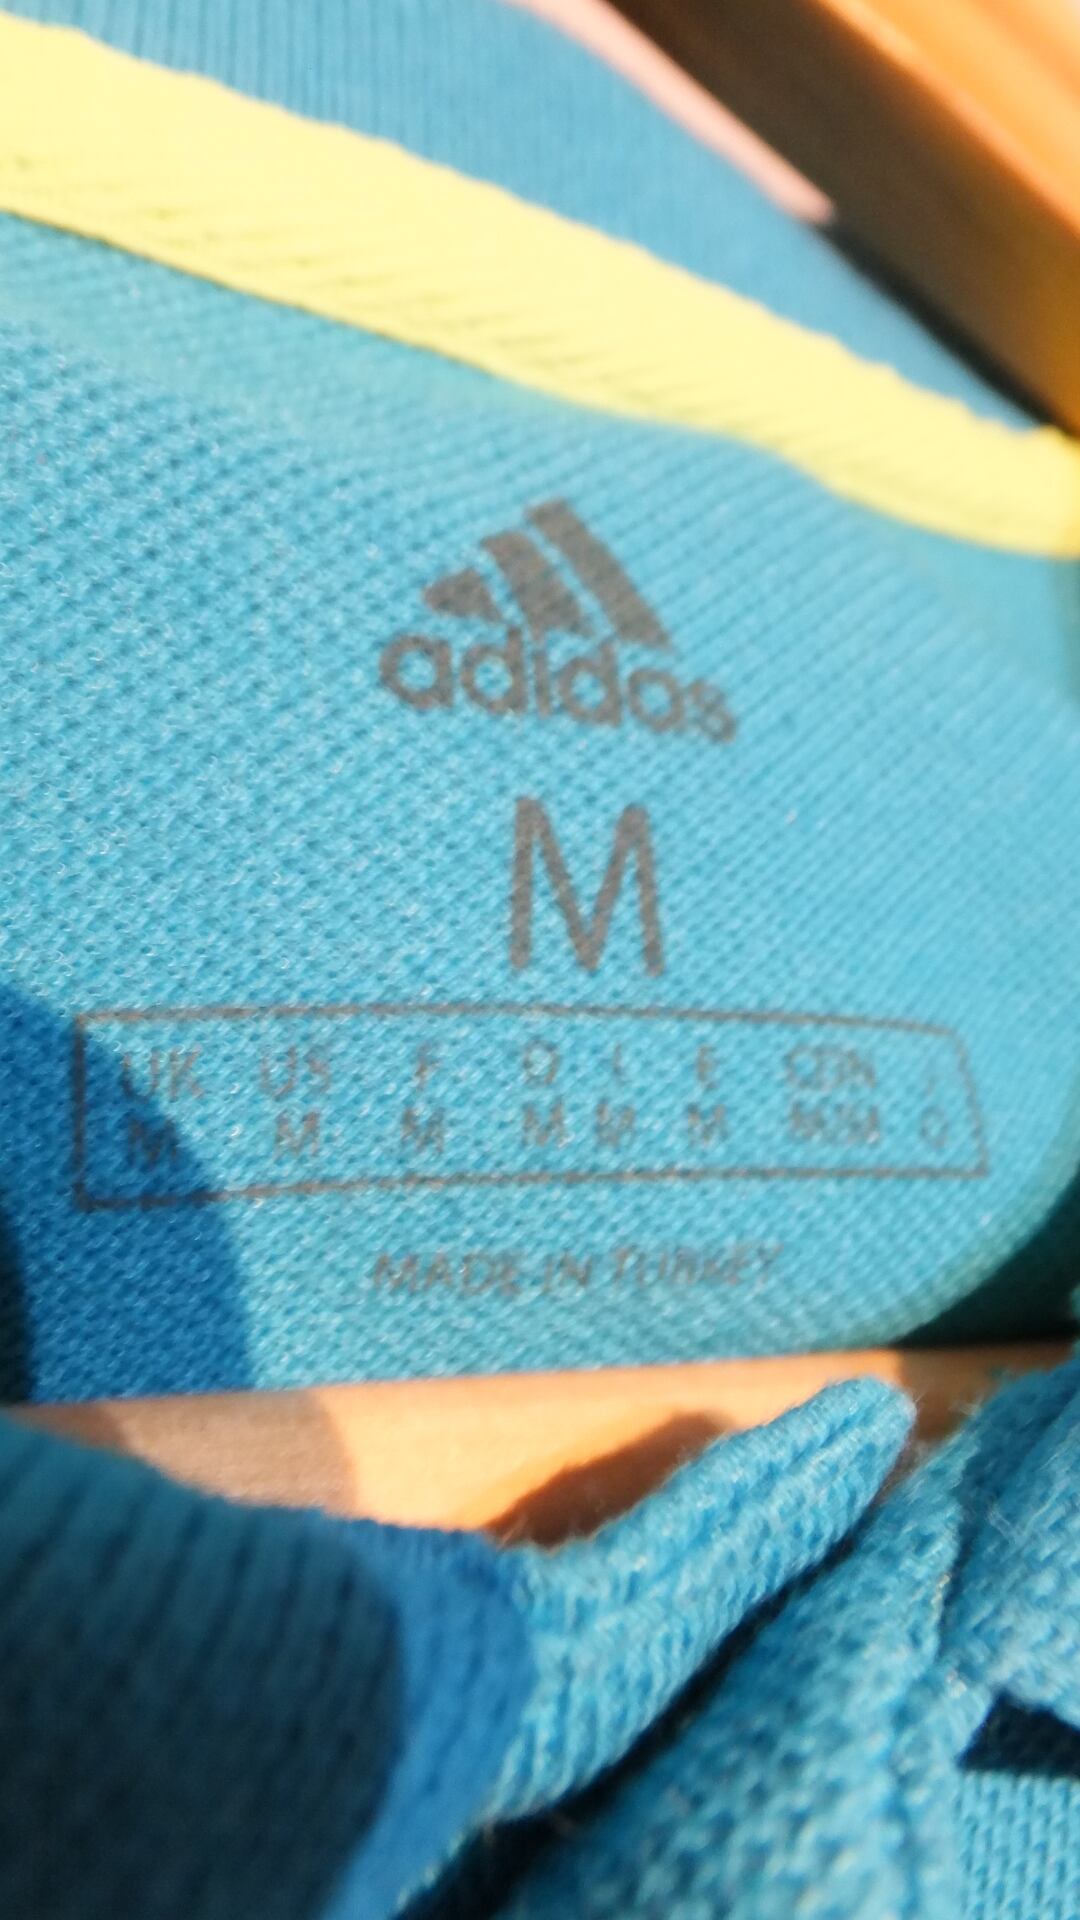 adidas
M
UK US F D I E CDN J
M M M M M M M/M O
MADE IN TURKEY